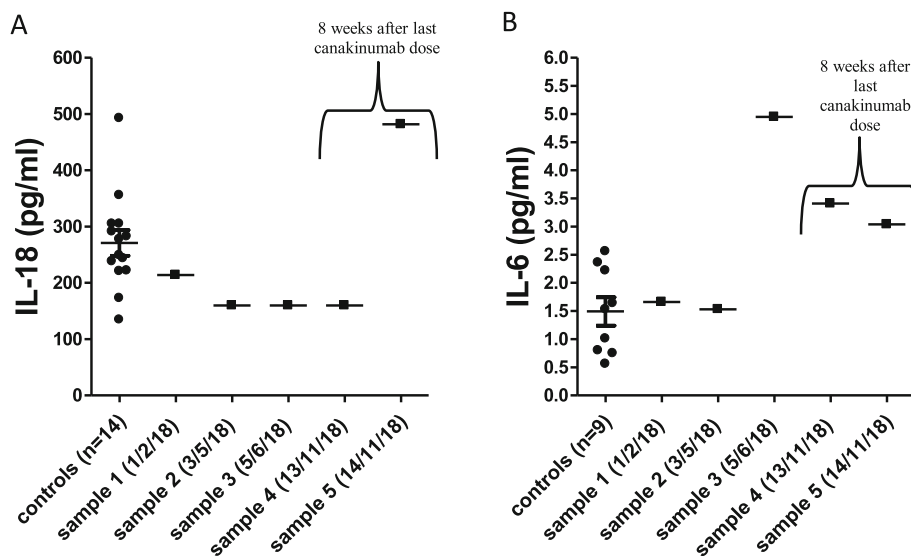 A
8 weeks after last
canakinumab dose
IL-18 (pg/ml)
600
500
400
300
200
100
0
controls (n=14)
sample 1 (1/2/18)
sample 2 (3/5/18)
sample 3 (5/6/18)
sample 4 (13/11/18)
sample 5 (14/11/18)
B
8 weeks after
last
canakinumab
dose
IL-6 (pg/ml)
6.0
5.5
5.0
4.5
4.0
3.5
3.0
2.5
2.0
1.5
1.0
0.5
0.0
controls (n=9)
sample 1 (1/2/18)
sample 2 (3/5/18)
sample 3 (5/6/18)
sample 4 (13/11/18)
sample 5 (14/11/18)